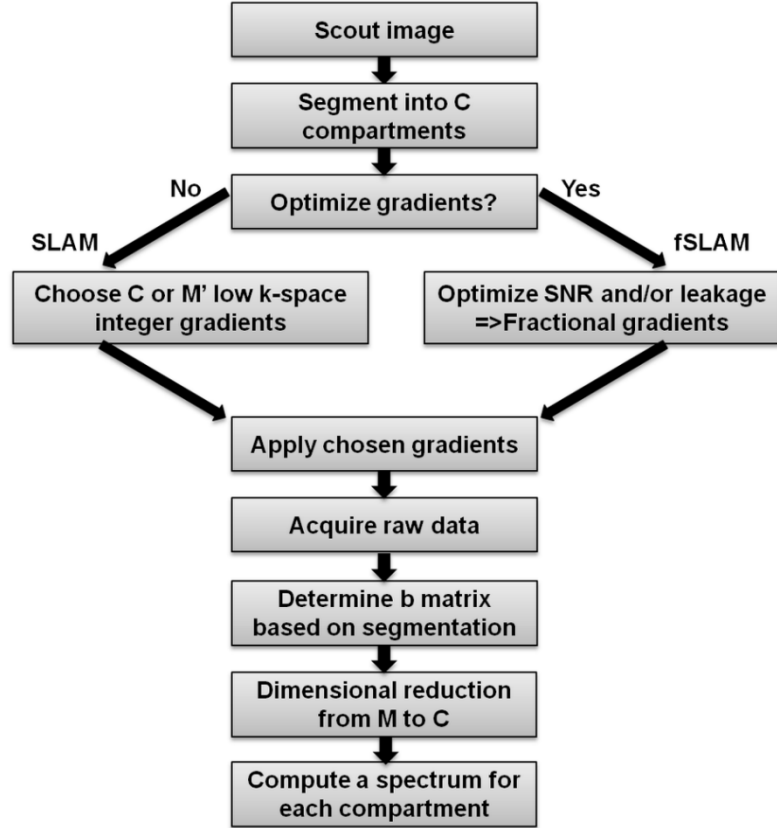 Scout image
Segment into C
compartments
Optimize gradients?
No
Yes
SLAM
fSLAM
Choose C or M’ low k-space
integer gradients
Optimize SNR and/or leakage
=>Fractional gradients
Apply chosen gradients
Acquire raw data
Determine b matrix
based on segmentation
Dimensional reduction
from M to C
Compute a spectrum for
each compartment